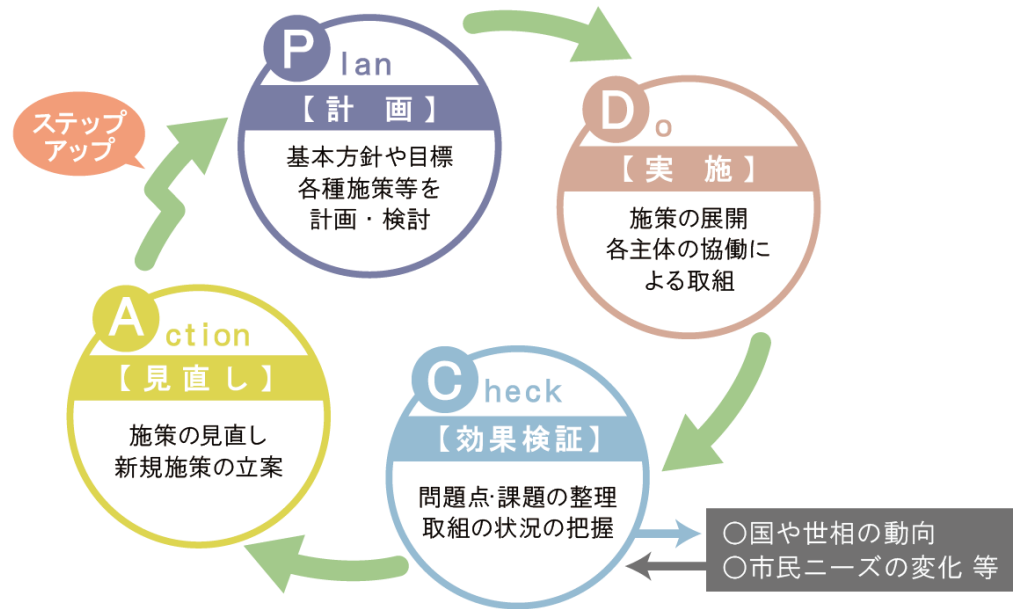 Plan
【計 画】
基本方針や目標
各種施策等を
計画・検討
Do
【実 施】
施策の展開
各主体の協働に
よる取組
Check
【効果検証】
問題点・課題の整理
取組の状況の把握
〇国や世相の動向
〇市民ニーズの変化 等
Action
【見直し】
施策の見直し
新規施策の立案
ステップ
アップ